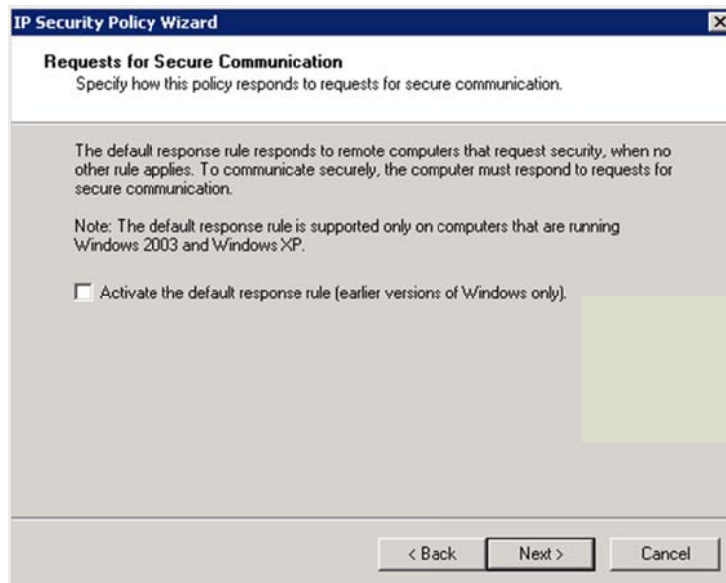 IP Security Policy Wizard
Requests for Secure Communication
Specify how this policy responds to requests for secure communication.
The default response rule responds to remote computers that request security, when no
other rule applies. To communicate securely, the computer must respond to requests for
secure communication.
Note: The default response rule is supported only on computers that are running
Windows 2003 and Windows XP.
Activate the default response rule (earlier versions of Windows only).
< Back Next > Cancel